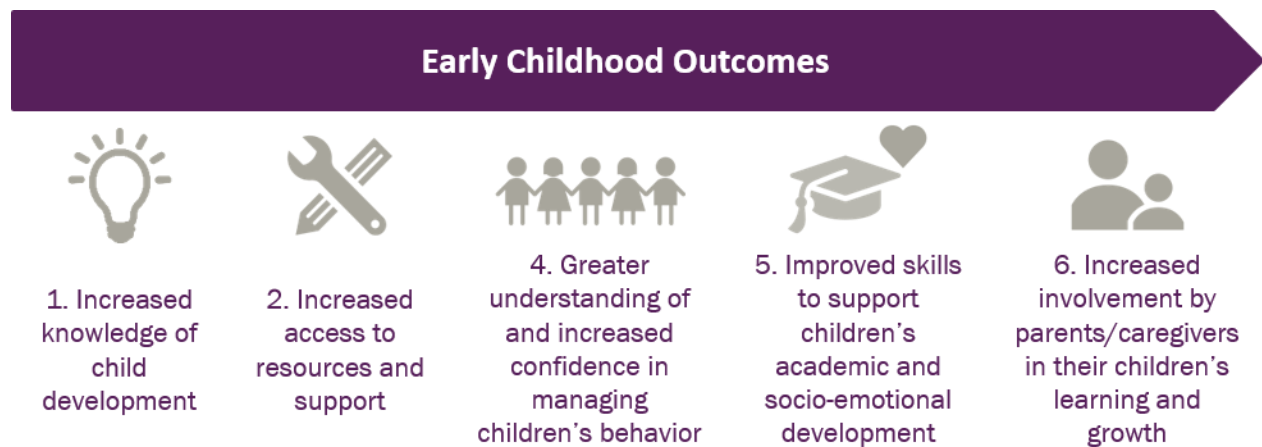 Early Childhood Outcomes
1. Increased
knowledge of
child
development
2. Increased
access to
resources and
support
4. Greater
understanding of
and increased
confidence in
managing
children's behavior
5. Improved skills
to support
children's
academic and
socio-emotional
development
6. Increased
involvement by
parents/caregivers
in their children's
learning and
growth